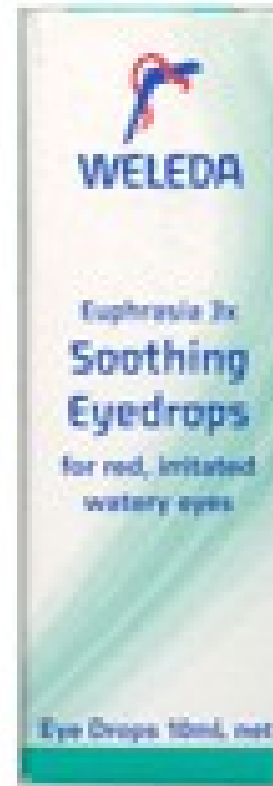 WELEDA
Euphrasia 3x
Soothing
Eyedrops
for red, irritated
watery eyes
Eye Drops 10mL net